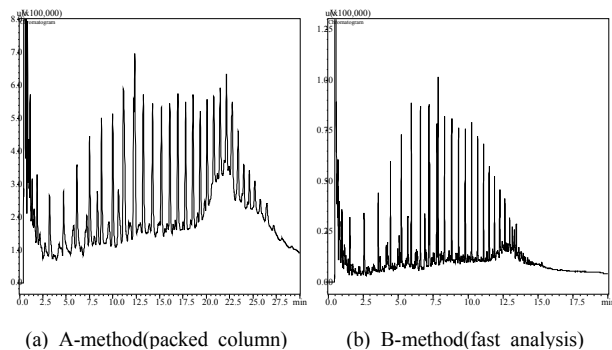 (x100,000)
Chromatogram
8.0
7.0
6.0
5.0
4.0
3.0
2.0
1.0
0.0
0.0 2.5 5.0 7.5 10.0 12.5 15.0 17.5 20.0 22.5 25.0 27.5 min
(a) A-method(packed column)
(x100,000)
Chromatogram
1.25
1.00
0.75
0.50
0.25
0.00
0.0 2.5 5.0 7.5 10.0 12.5 15.0 17.5 min
(b) B-method(fast analysis)